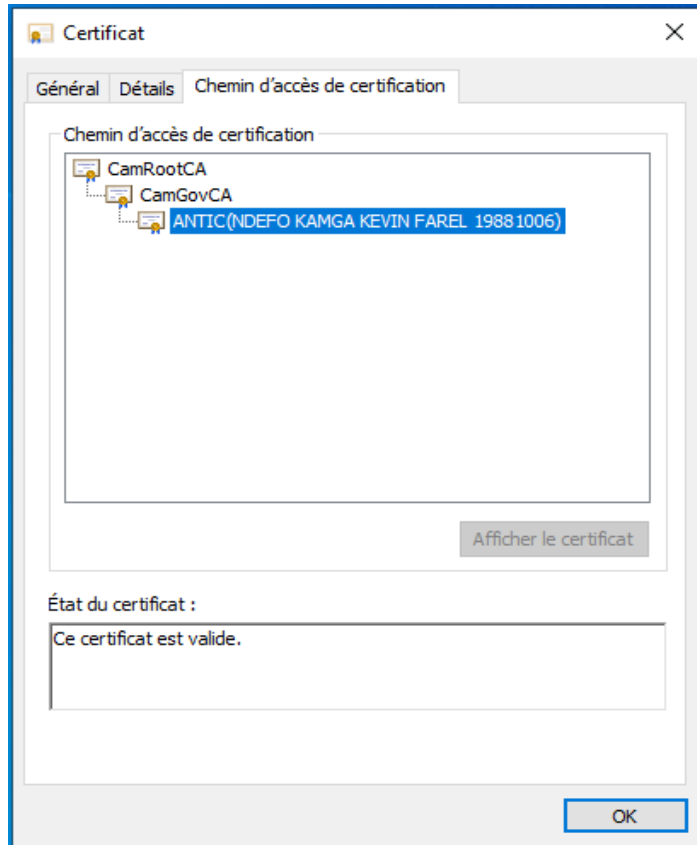 Certificat
Général Détails Chemin d'accès de certification
Chemin d'accès de certification
CamRootCA
CamGovCA
ANTIC(NDEFO KAMGA KEVIN FAREL 19881006)
Afficher le certificat
État du certificat :
Ce certificat est valide.
OK